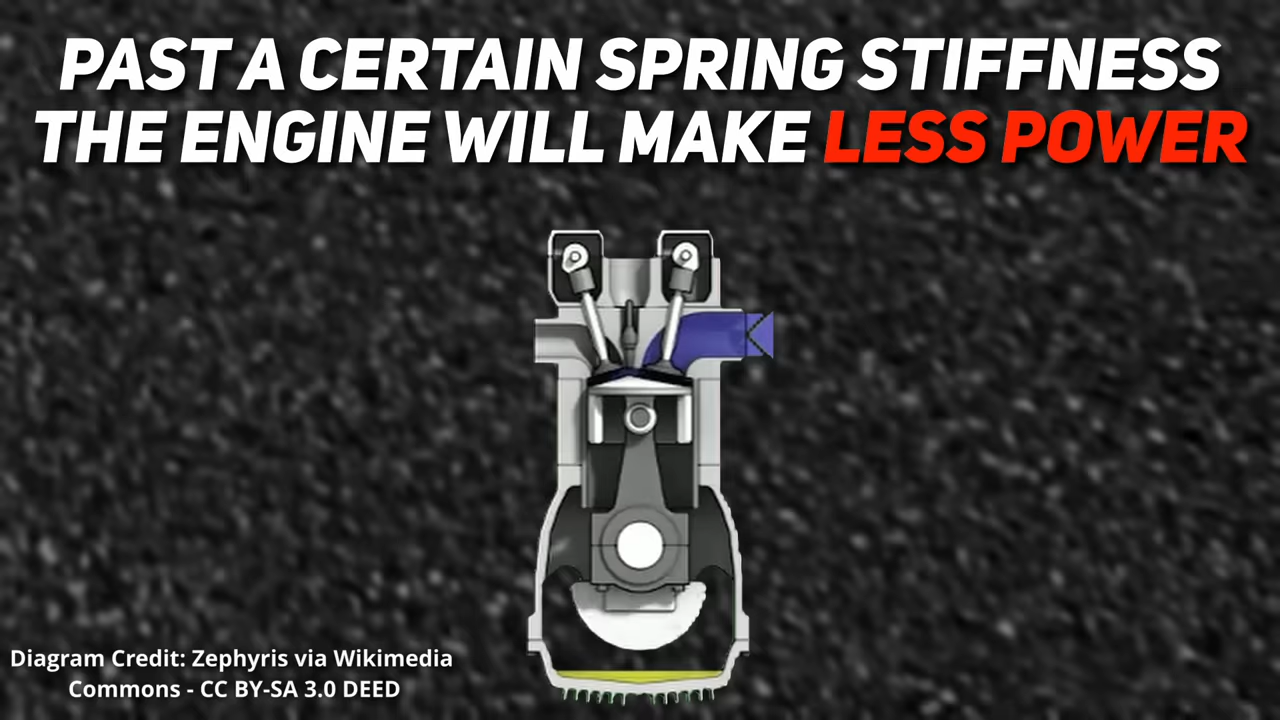 PAST A CERTAIN SPRING STIFFNESS
THE ENGINE WILL MAKE LESS POWER
Diagram Credit: Zephyris via Wikimedia
Commons - CC BY-SA 3.0 DEED